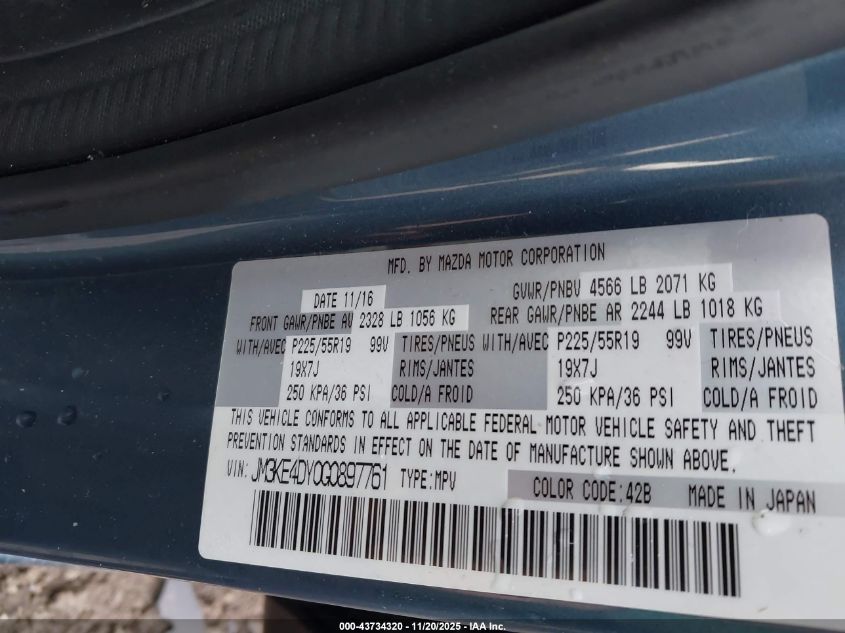 MFD. BY MAZDA MOTOR CORPORATION
DATE 11/16 GVWR/PNBV 4566 LB 2071 KG
FRONT GAWR/PNBE AV 2328 LB 1056 KG REAR GAWR/PNBE AR 2244 LB 1018 KG
WITH/AVEC P225/55R19 99V TIRES/PNEUS WITH/AVEC P225/55R19 99V TIRES/PNEUS
19X7J RIMS/JANTES 19X7J RIMS/JANTES
250 KPA/36 PSI COLD/A FROID 250 KPA/36 PSI COLD/A FROID
THIS VEHICLE CONFORMS TO ALL APPLICABLE FEDERAL MOTOR VEHICLE SAFETY AND THEFT
PREVENTION STANDARDS IN EFFECT ON THE DATE OF MANUFACTURE SHOWN ABOVE.
VIN: JM3KE4DY0G0897761 TYPE:MPV COLOR CODE:42B MADE IN JAPAN
000-43734320 - 11/20/2025 - IAA Inc.